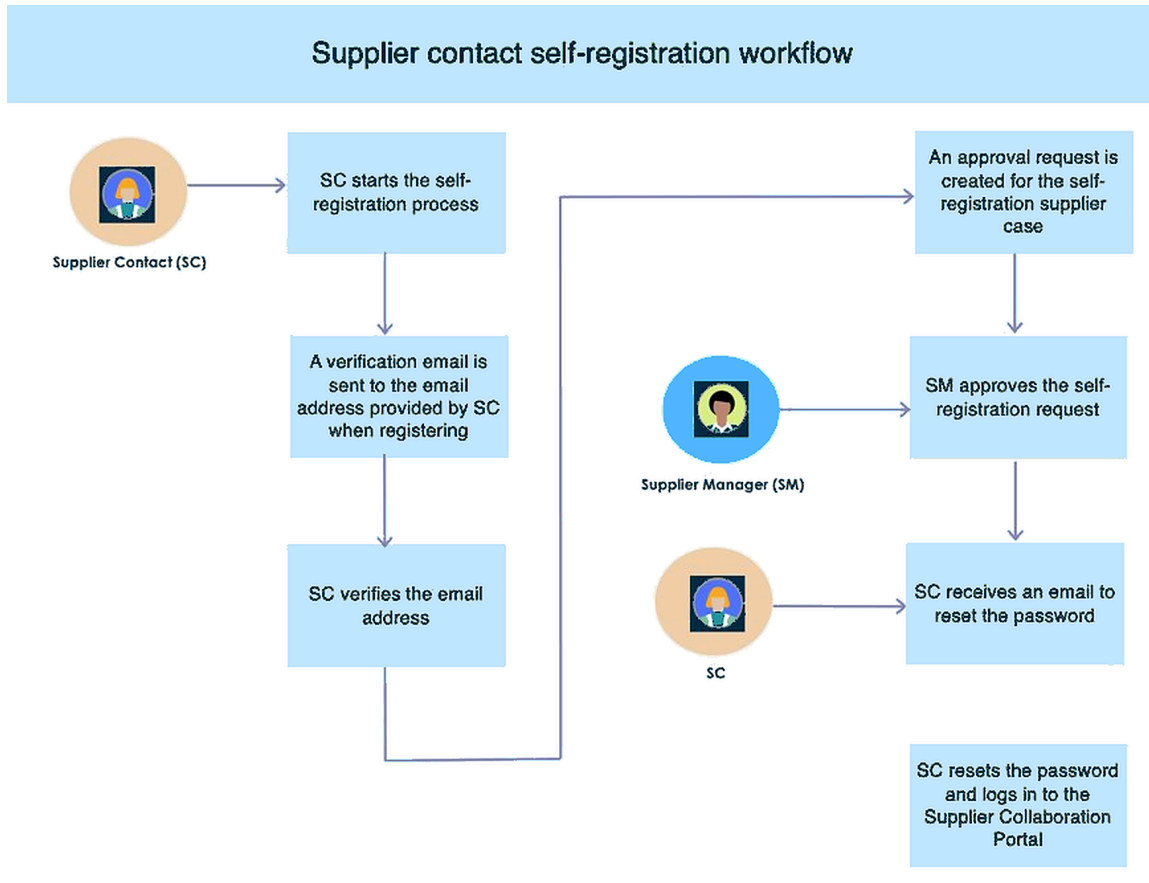 Supplier contact self-registration workflow
Supplier Contact (SC)
SC starts the self-
registration process
A verification email is
sent to the email
address provided by SC
when registering
SC verifies the email
address
An approval request is
created for the self-
registration supplier
case
Supplier Manager (SM)
SM approves the self-
registration request
SC
SC receives an email to
reset the password
SC resets the password
and logs in to the
Supplier Collaboration
Portal